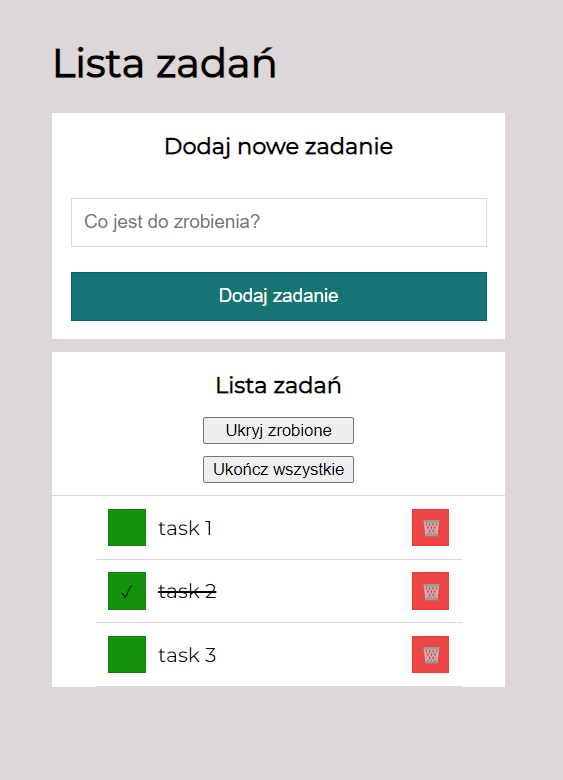 Lista zadań
Dodaj nowe zadanie
Co jest do zrobienia?
Dodaj zadanie
Lista zadań
Ukryj zrobione
Ukończ wszystkie
task 1
✓ task 2
task 3